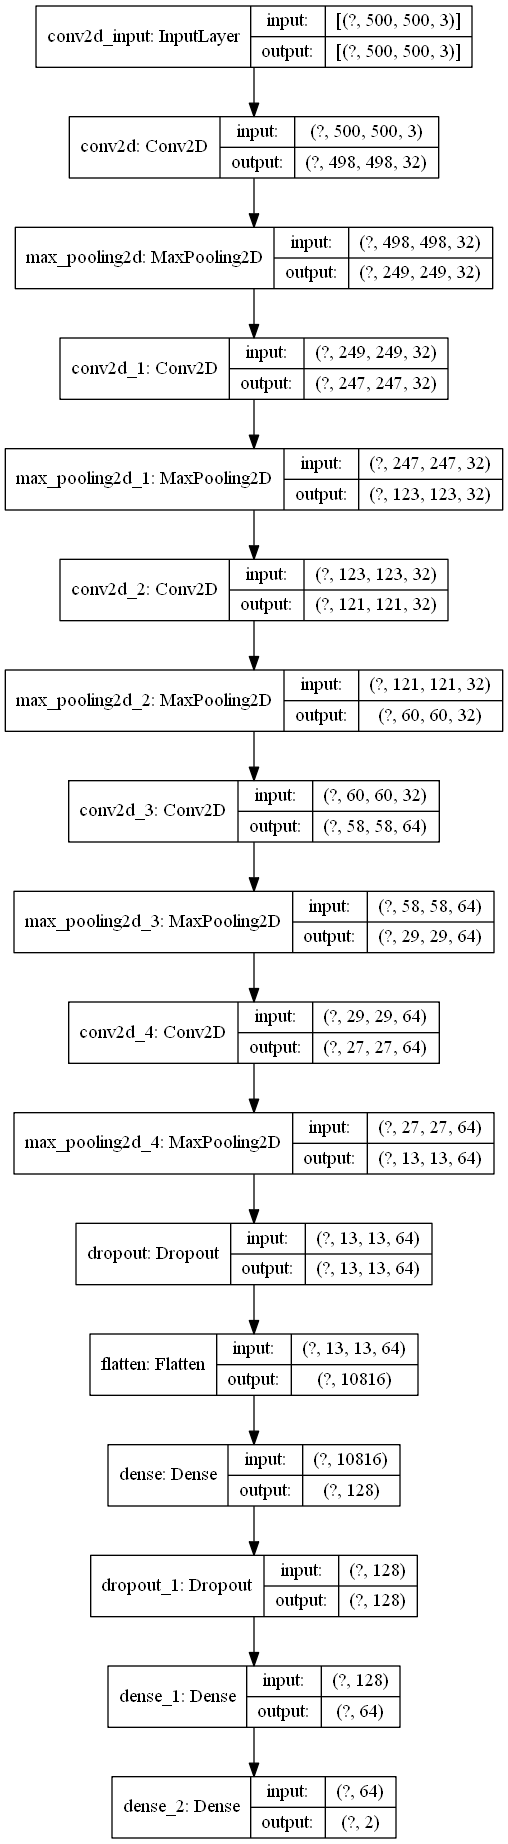 conv2d_input: InputLayer
input: [(?, 500, 500, 3)]
output: [(?, 500, 500, 3)]
conv2d: Conv2D
input: (?, 500, 500, 3)
output: (?, 498, 498, 32)
max_pooling2d: MaxPooling2D
input: (?, 498, 498, 32)
output: (?, 249, 249, 32)
conv2d_1: Conv2D
input: (?, 249, 249, 32)
output: (?, 247, 247, 32)
max_pooling2d_1: MaxPooling2D
input: (?, 247, 247, 32)
output: (?, 123, 123, 32)
conv2d_2: Conv2D
input: (?, 123, 123, 32)
output: (?, 121, 121, 32)
max_pooling2d_2: MaxPooling2D
input: (?, 121, 121, 32)
output: (?, 60, 60, 32)
conv2d_3: Conv2D
input: (?, 60, 60, 32)
output: (?, 58, 58, 64)
max_pooling2d_3: MaxPooling2D
input: (?, 58, 58, 64)
output: (?, 29, 29, 64)
conv2d_4: Conv2D
input: (?, 29, 29, 64)
output: (?, 27, 27, 64)
max_pooling2d_4: MaxPooling2D
input: (?, 27, 27, 64)
output: (?, 13, 13, 64)
dropout: Dropout
input: (?, 13, 13, 64)
output: (?, 13, 13, 64)
flatten: Flatten
input: (?, 13, 13, 64)
output: (?, 10816)
dense: Dense
input: (?, 10816)
output: (?, 128)
dropout_1: Dropout
input: (?, 128)
output: (?, 128)
dense_1: Dense
input: (?, 128)
output: (?, 64)
dense_2: Dense
input: (?, 64)
output: (?, 2)